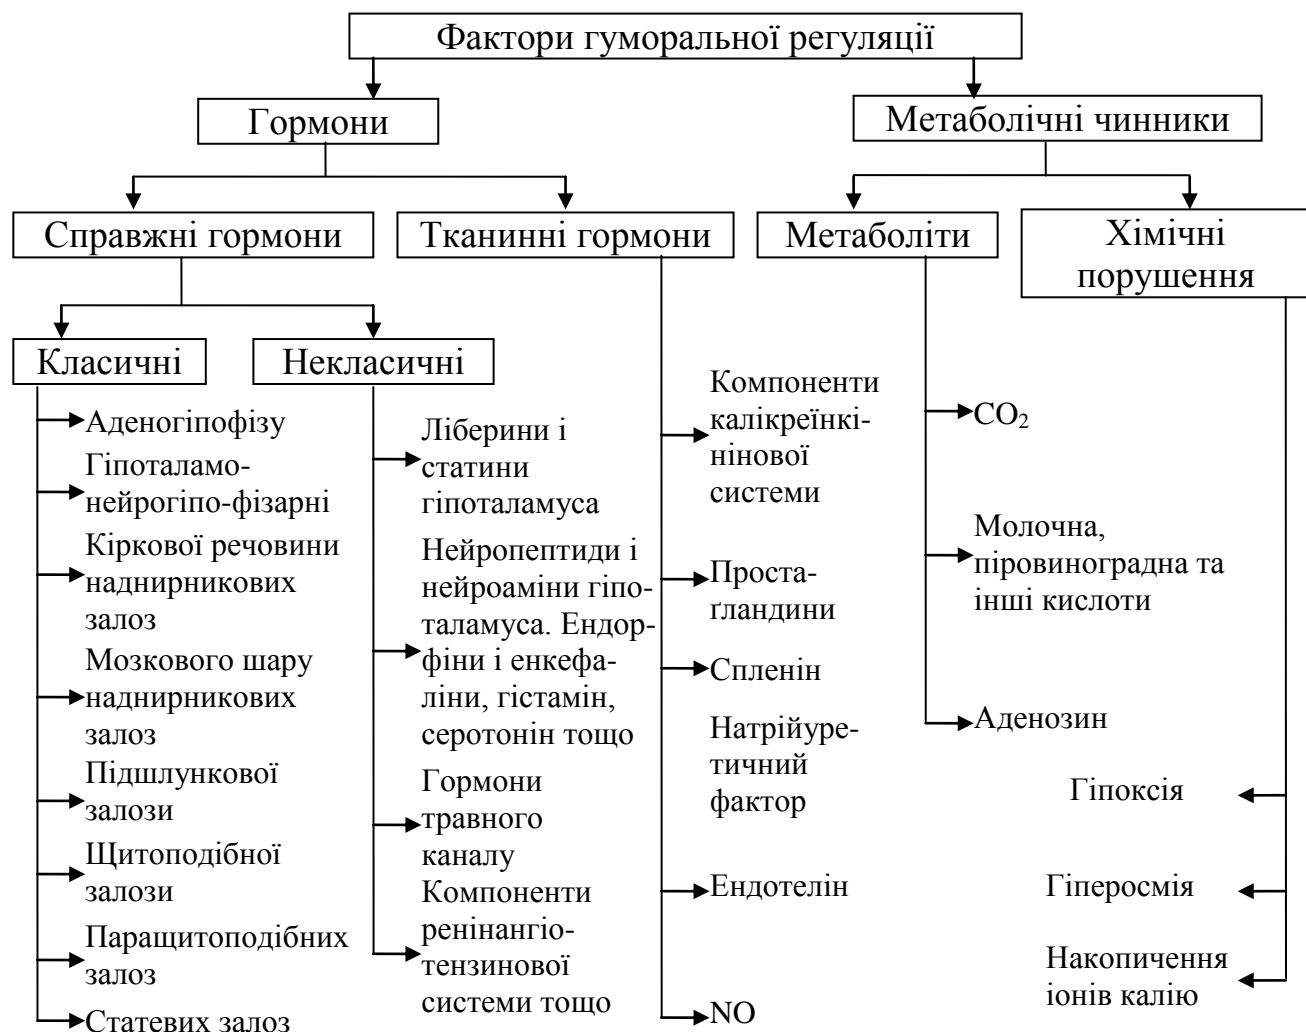 Фактори гуморальної регуляції
Гормони
Метаболічні чинники
Справжні гормони
Тканинні гормони
Метаболіти
Хімічні
порушення
Класичні
Некласичні
Аденогіпофізу
Гіпоталамо-
нейрогіпо-фізарні
Кіркової речовини
наднирникових
залоз
Мозкового шару
наднирникових
залоз
Підшлункової
залози
Щитоподібної
залози
Паращитоподібних
залоз
Статевих залоз
Ліберини і
статини
гіпоталамуса
Нейропептиди і
нейроаміни гіпо-
таламуса. Ендор-
фіни і енкефа-
ліни, гістамін,
серотонін тощо
Гормони
травного
каналу
Компоненти
ренінангіо-
тензинової
системи тощо
Компоненти
калікреїнкі-
нінової
системи
Проста-
ґландини
Спленін
Натрійуре-
тичний
фактор
Ендотелін
NO
CO₂
Молочна,
піровиноградна та
інші кислоти
Аденозин
Гіпоксія
Гіперосмія
Накопичення
іонів калію